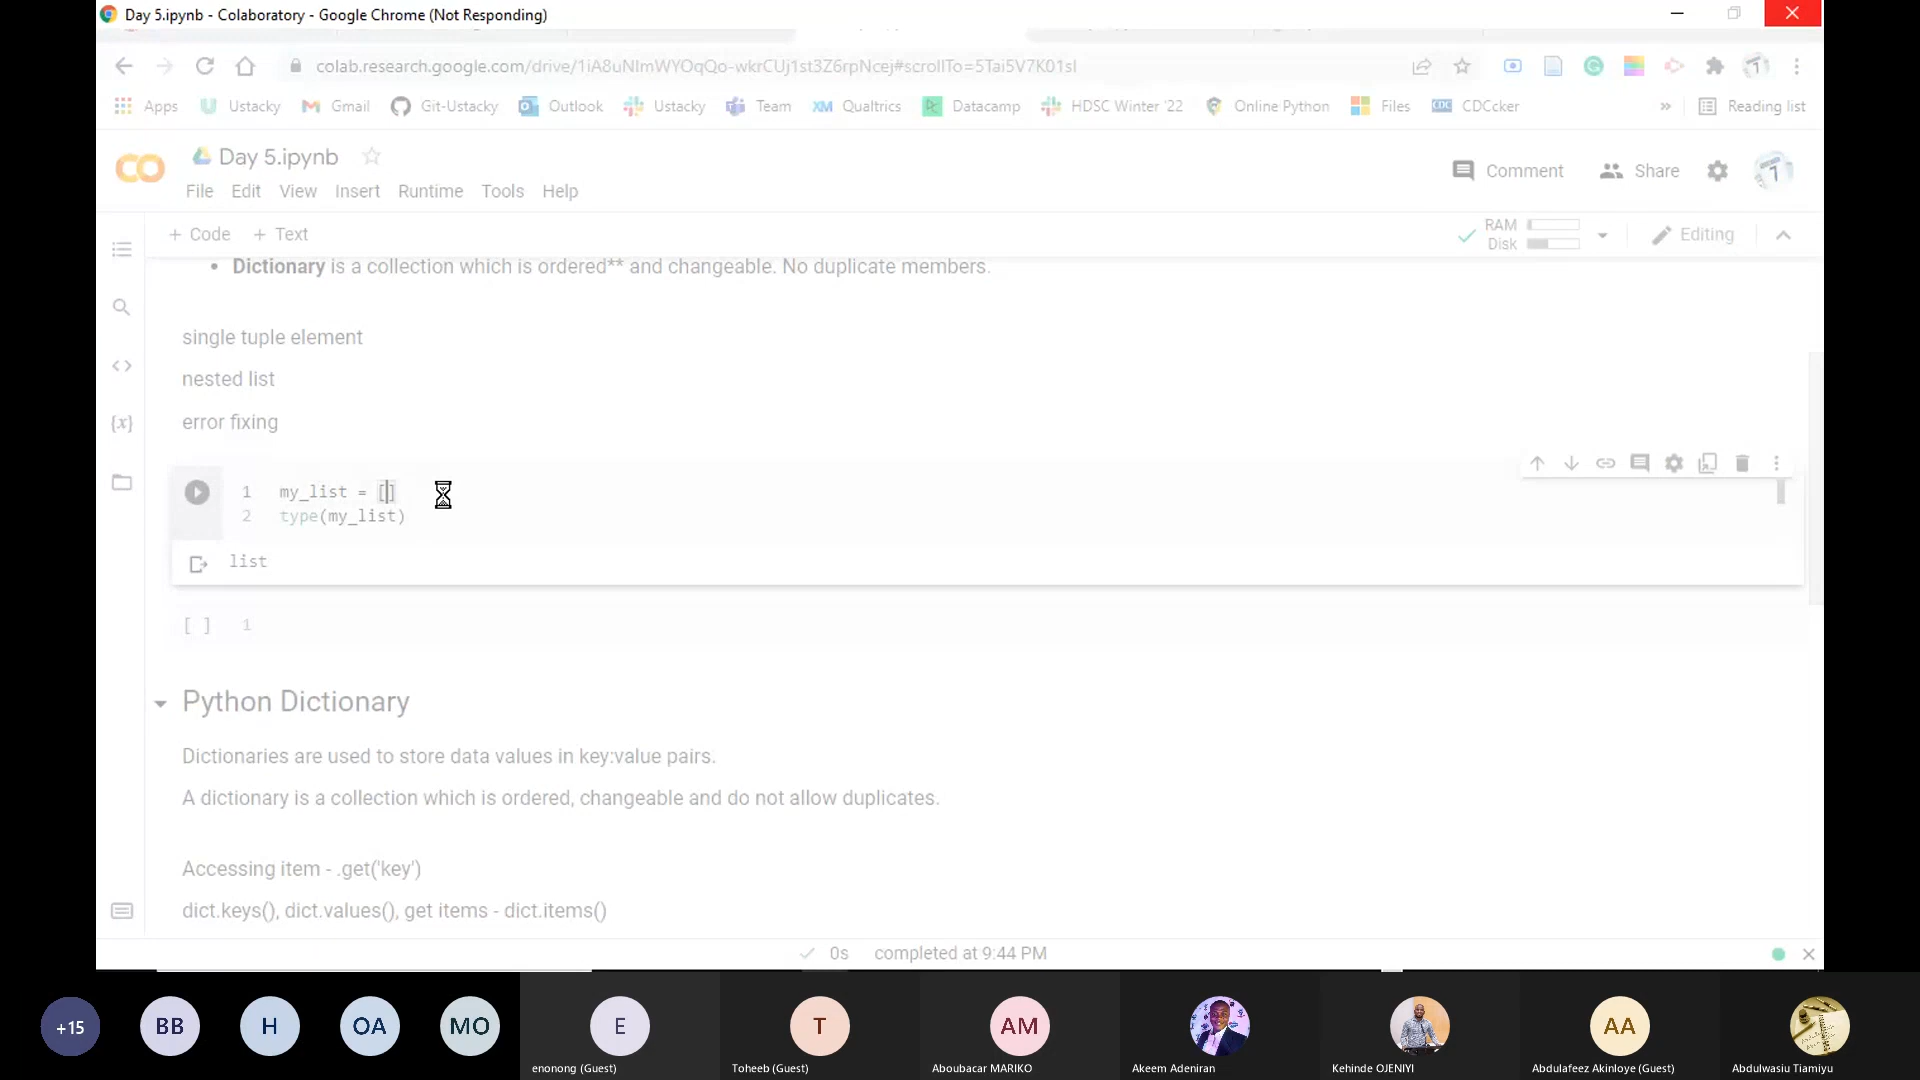 Day 5.ipynb - Colaboratory - Google Chrome (Not Responding)
colab.research.google.com/drive/1iA8uNlmWYOqQo-wkrCUj1st3Z6rpNcej#scrollTo=5Tai5V7K01sl
Apps Ustacky Gmail Git-Ustacky Outlook Ustacky Team Qualtrics Datacamp HDSC Winter '22 Online Python Files CDCcker » Reading list
Day 5.ipynb
Comment Share
File Edit View Insert Runtime Tools Help
+ Code + Text
RAM
Disk
Editing
• Dictionary is a collection which is ordered** and changeable. No duplicate members.
single tuple element
nested list
error fixing
1 my_list = []
2 type(my_list)
list
[ ] 1
Python Dictionary
Dictionaries are used to store data values in key:value pairs.
A dictionary is a collection which is ordered, changeable and do not allow duplicates.
Accessing item - .get('key')
dict.keys(), dict.values(), get items - dict.items()
0s completed at 9:44 PM
+15 BB H OA MO E T AM AA
enonong (Guest) Toheeb (Guest) Aboubacar MARIKO Akeem Adeniran Kehinde OJENIYI Abdulafeez Akinloye (Guest) Abdulwasiu Tiamiyu